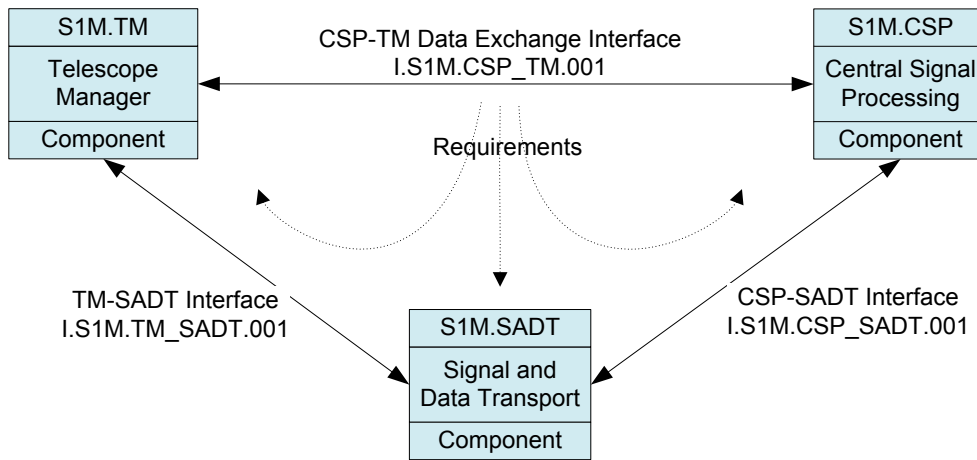 S1M.TM
Telescope
Manager
Component
CSP-TM Data Exchange Interface
I.S1M.CSP_TM.001
S1M.CSP
Central Signal
Processing
Component
Requirements
TM-SADT Interface
I.S1M.TM_SADT.001
CSP-SADT Interface
I.S1M.CSP_SADT.001
S1M.SADT
Signal and
Data Transport
Component